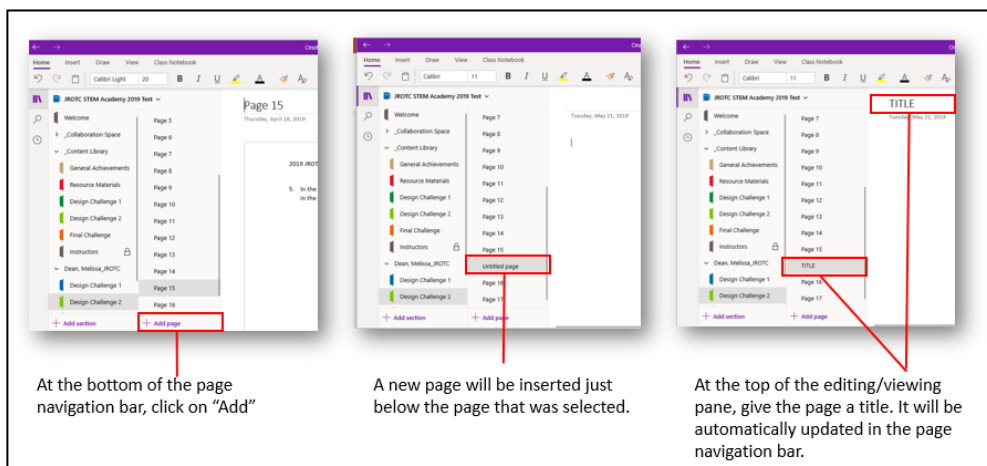 OneN
Home Insert Draw View Class Notebook
Calibri Light 20 B I U A
JROTC STEM Academy 2019 Test
Welcome
_Collaboration Space
_Content Library
General Achievements
Resource Materials
Design Challenge 1
Design Challenge 2
Final Challenge
Instructors
Dean, Melissa_JROTC
Design Challenge 1
Design Challenge 2
+ Add section
Page 5
Page 6
Page 7
Page 8
Page 9
Page 10
Page 11
Page 12
Page 13
Page 14
Page 15
Page 16
+ Add page
Page 15
Thursday, April 18, 2019
2019 JROT
5. In the
In the
At the bottom of the page
navigation bar, click on “Add”
On
Home Insert Draw View Class Notebook
Calibri 11 B I U A
JROTC STEM Academy 2019 Test
Welcome
_Collaboration Space
_Content Library
General Achievements
Resource Materials
Design Challenge 1
Design Challenge 2
Final Challenge
Instructors
Dean, Melissa_JROTC
Design Challenge 1
Design Challenge 2
+ Add section
Page 7
Page 8
Page 9
Page 10
Page 11
Page 12
Page 13
Page 14
Page 15
Untitled page
Page 16
Page 17
+ Add page
Tuesday, May 21, 2019
A new page will be inserted just
below the page that was selected.
On
Home Insert Draw View Class Notebook
Calibri 11 B I U A
JROTC STEM Academy 2019 Test
Welcome
_Collaboration Space
_Content Library
General Achievements
Resource Materials
Design Challenge 1
Design Challenge 2
Final Challenge
Instructors
Dean, Melissa_JROTC
Design Challenge 1
Design Challenge 2
+ Add section
Page 7
Page 8
Page 9
Page 10
Page 11
Page 12
Page 13
Page 14
Page 15
TITLE
Page 16
Page 17
+ Add page
TITLE
Tuesday, May 21, 2019
At the top of the editing/viewing
pane, give the page a title. It will be
automatically updated in the page
navigation bar.